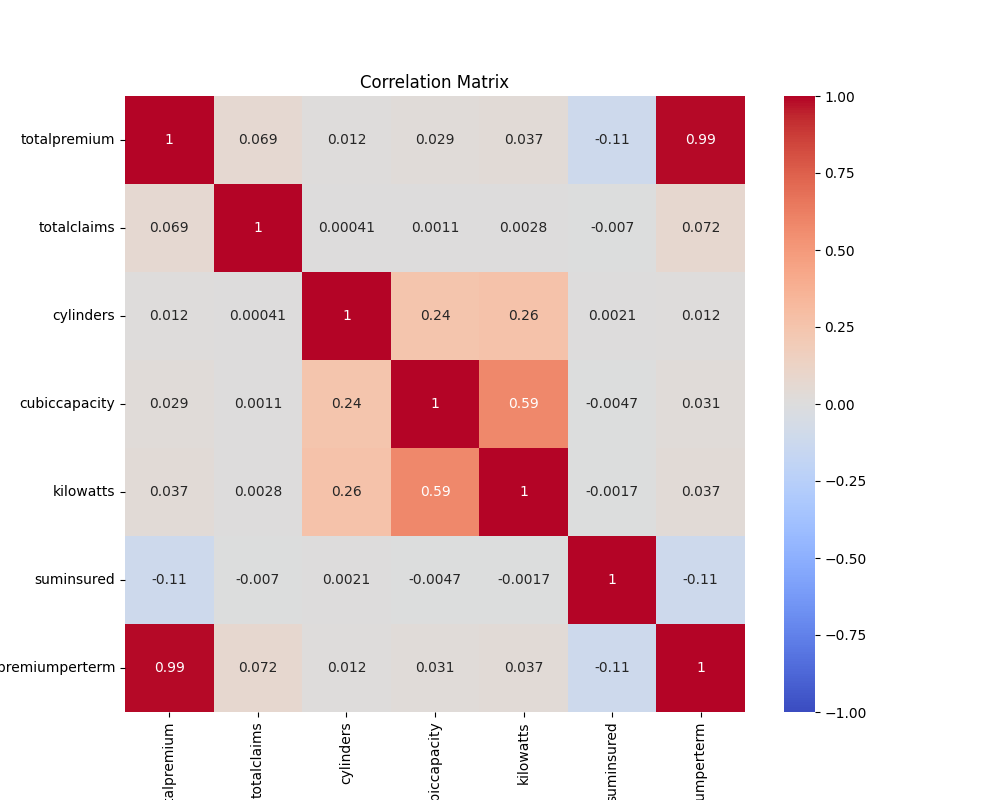 Correlation Matrix
totalpremium 1 0.069 0.012 0.029 0.037 -0.11 0.99
totalclaims 0.069 1 0.00041 0.0011 0.0028 -0.007 0.072
cylinders 0.012 0.00041 1 0.24 0.26 0.0021 0.012
cubiccapacity 0.029 0.0011 0.24 1 0.59 -0.0047 0.031
kilowatts 0.037 0.0028 0.26 0.59 1 -0.0017 0.037
suminsured -0.11 -0.007 0.0021 -0.0047 -0.0017 1 -0.11
premiumperterm 0.99 0.072 0.012 0.031 0.037 -0.11 1
talpremium
totalclaims
cylinders
biccapacity
kilowatts
suminsured
umperterm
1.00
0.75
0.50
0.25
0.00
−0.25
−0.50
−0.75
−1.00